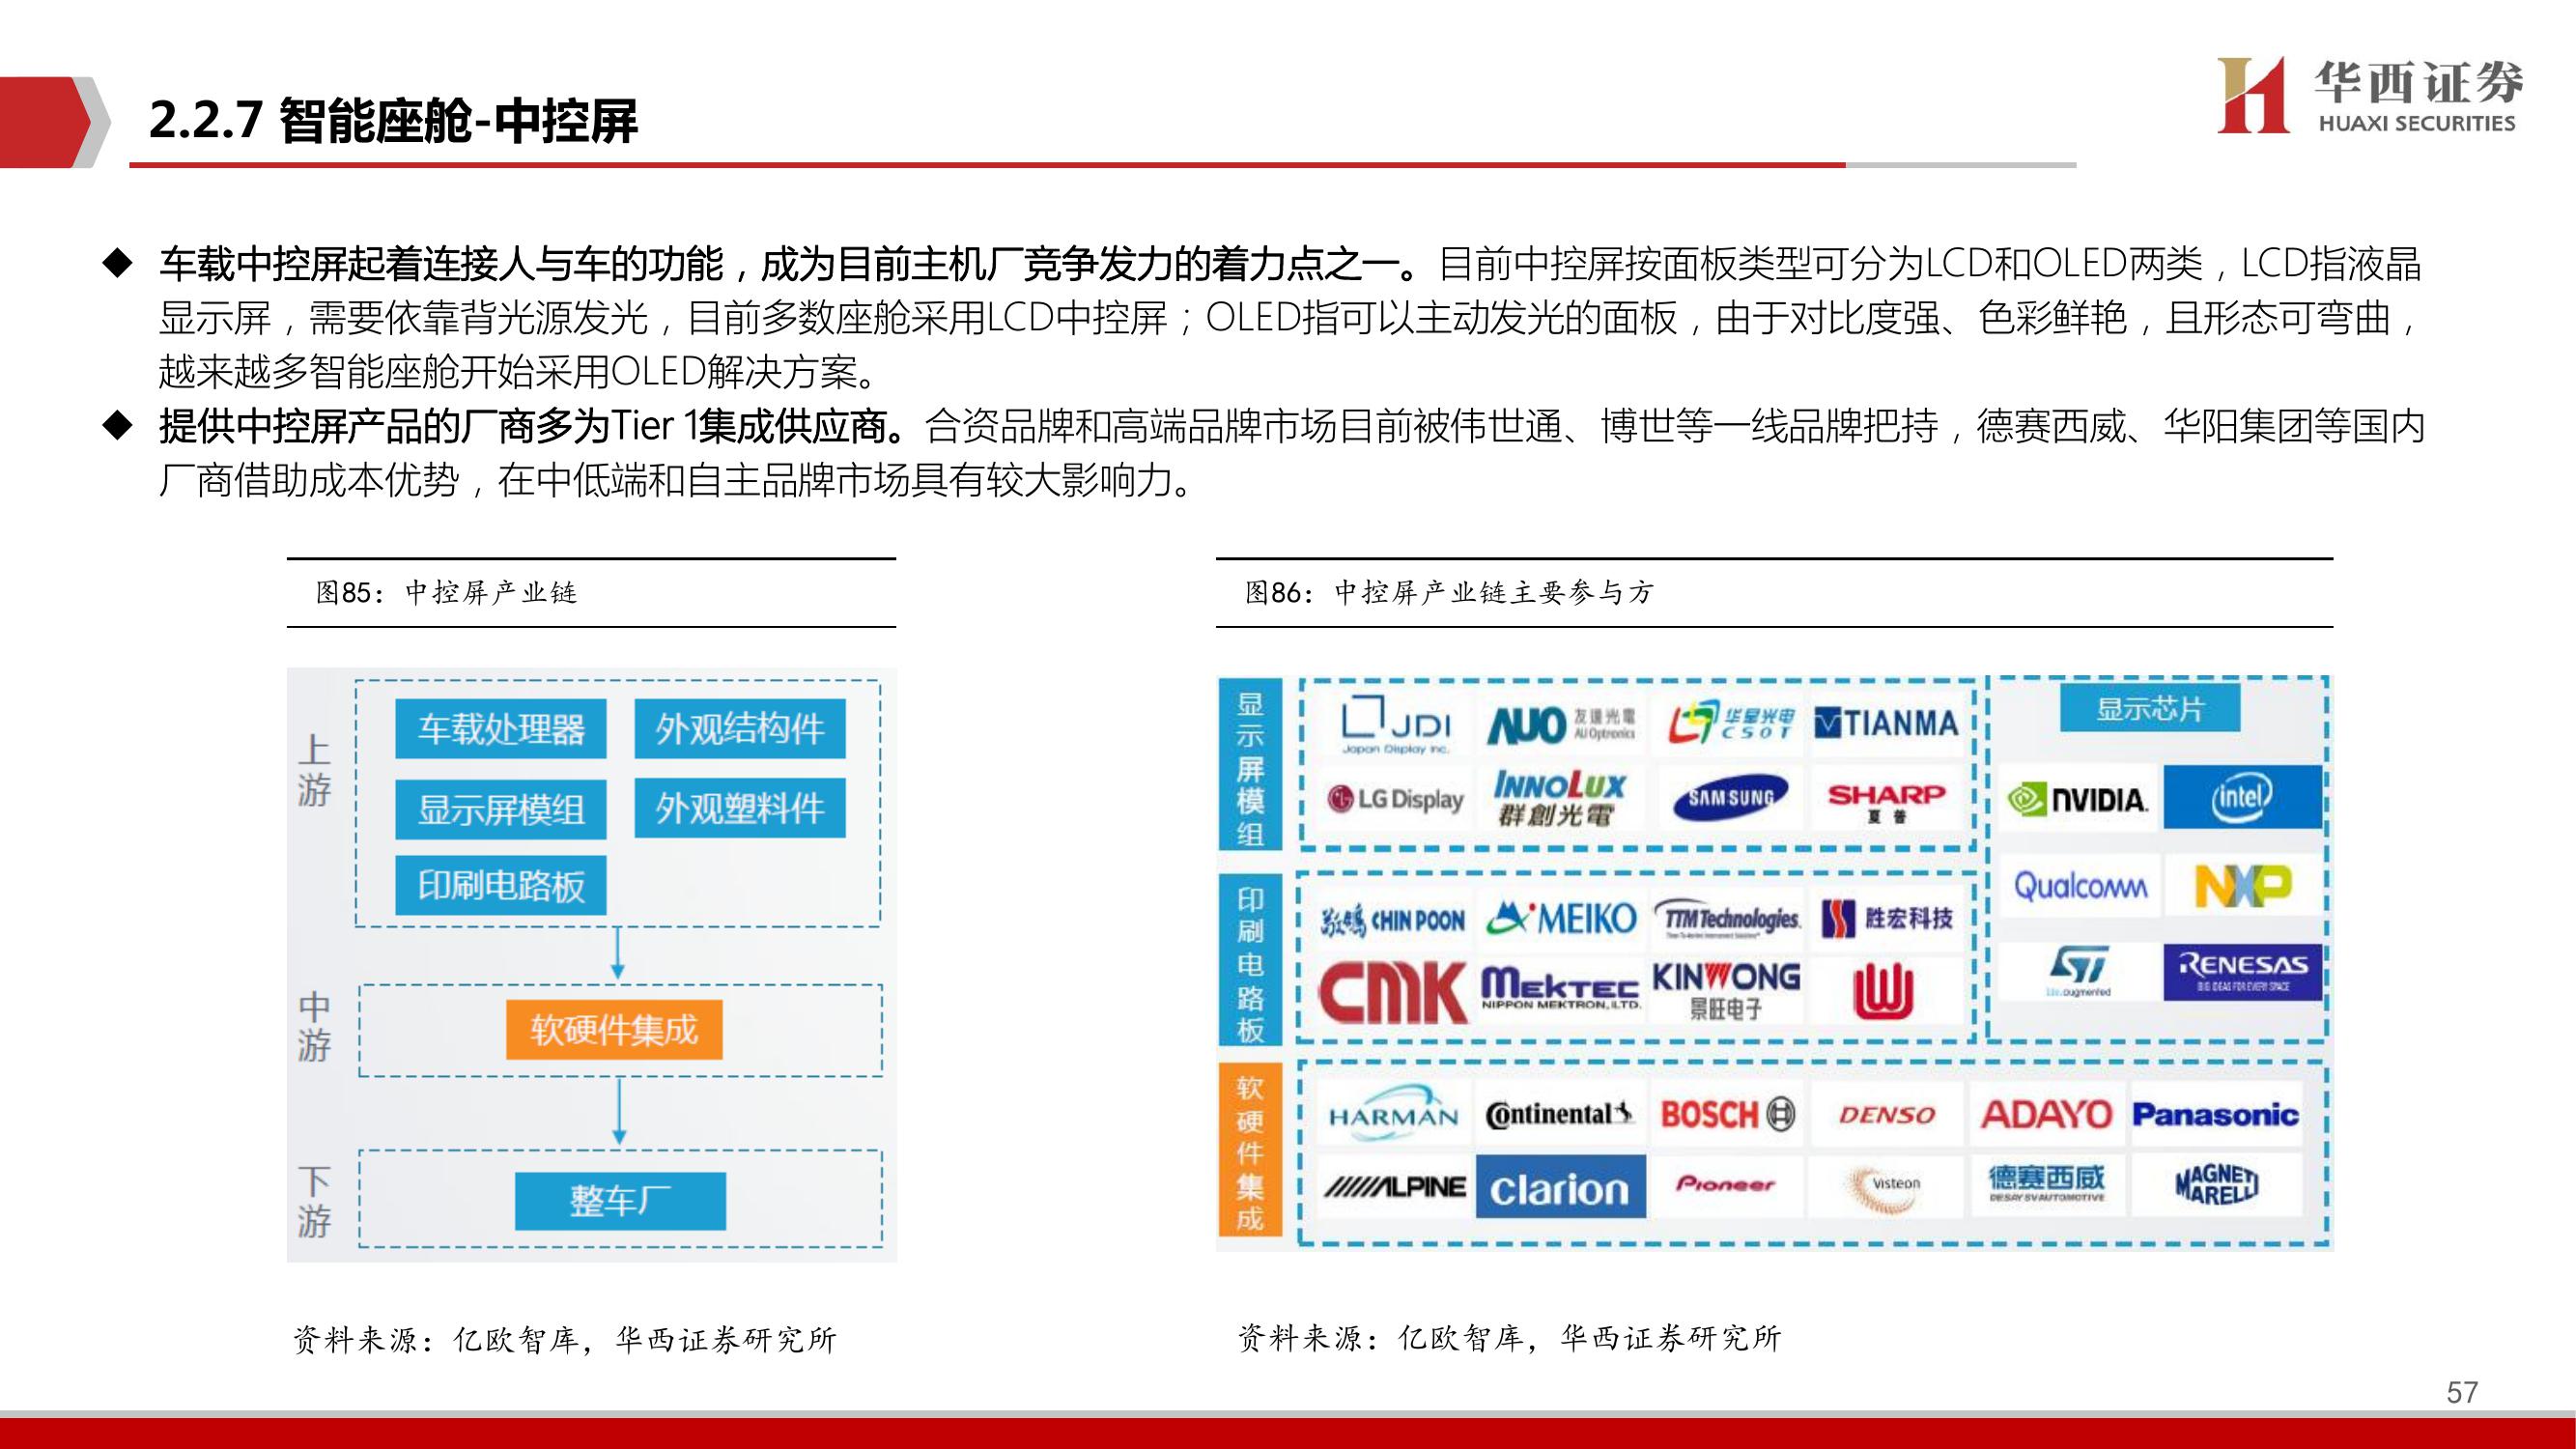 2.2.7 智能座舱-中控屏
华西证券
HUAXI SECURITIES
◆ 车载中控屏起着连接人与车的功能，成为目前主机厂竞争发力的着力点之一。目前中控屏按面板类型可分为LCD和OLED两类，LCD指液晶
显示屏，需要依靠背光源发光，目前多数座舱采用LCD中控屏；OLED指可以主动发光的面板，由于对比度强、色彩鲜艳，且形态可弯曲，
越来越多智能座舱开始采用OLED解决方案。
◆ 提供中控屏产品的厂商多为Tier 1集成供应商。合资品牌和高端品牌市场目前被伟世通、博世等一线品牌把持，德赛西威、华阳集团等国内
厂商借助成本优势，在中低端和自主品牌市场具有较大影响力。
图85：中控屏产业链
上游
车载处理器 外观结构件
显示屏模组 外观塑料件
印刷电路板
中游
软硬件集成
下游
整车厂
资料来源：亿欧智库，华西证券研究所
图86：中控屏产业链主要参与方
显示屏模组
JDI
Japan Display Inc.
AUO 友達光電
AU Optronics
华星光电
CSOT
TIANMA
LG Display
INNOLUX
群創光電
SAMSUNG
SHARP
夏普
显示芯片
NVIDIA.
intel
Qualcomm
NXP
ST
RENESAS
BIG IDEAS FOR EVERY SPACE
印刷电路板
敬鵬 CHIN POON
MEIKO
TTM Technologies.
胜宏科技
CMK
MEKTEC
NIPPON MEKTRON, LTD.
KINWONG
景旺电子
软硬件集成
HARMAN
Continental
BOSCH
DENSO
ADAYO
Panasonic
ALPINE
clarion
Pioneer
Visteon
德赛西威
DESAY SV AUTOMOTIVE
MAGNETI
MARELLI
资料来源：亿欧智库，华西证券研究所
57